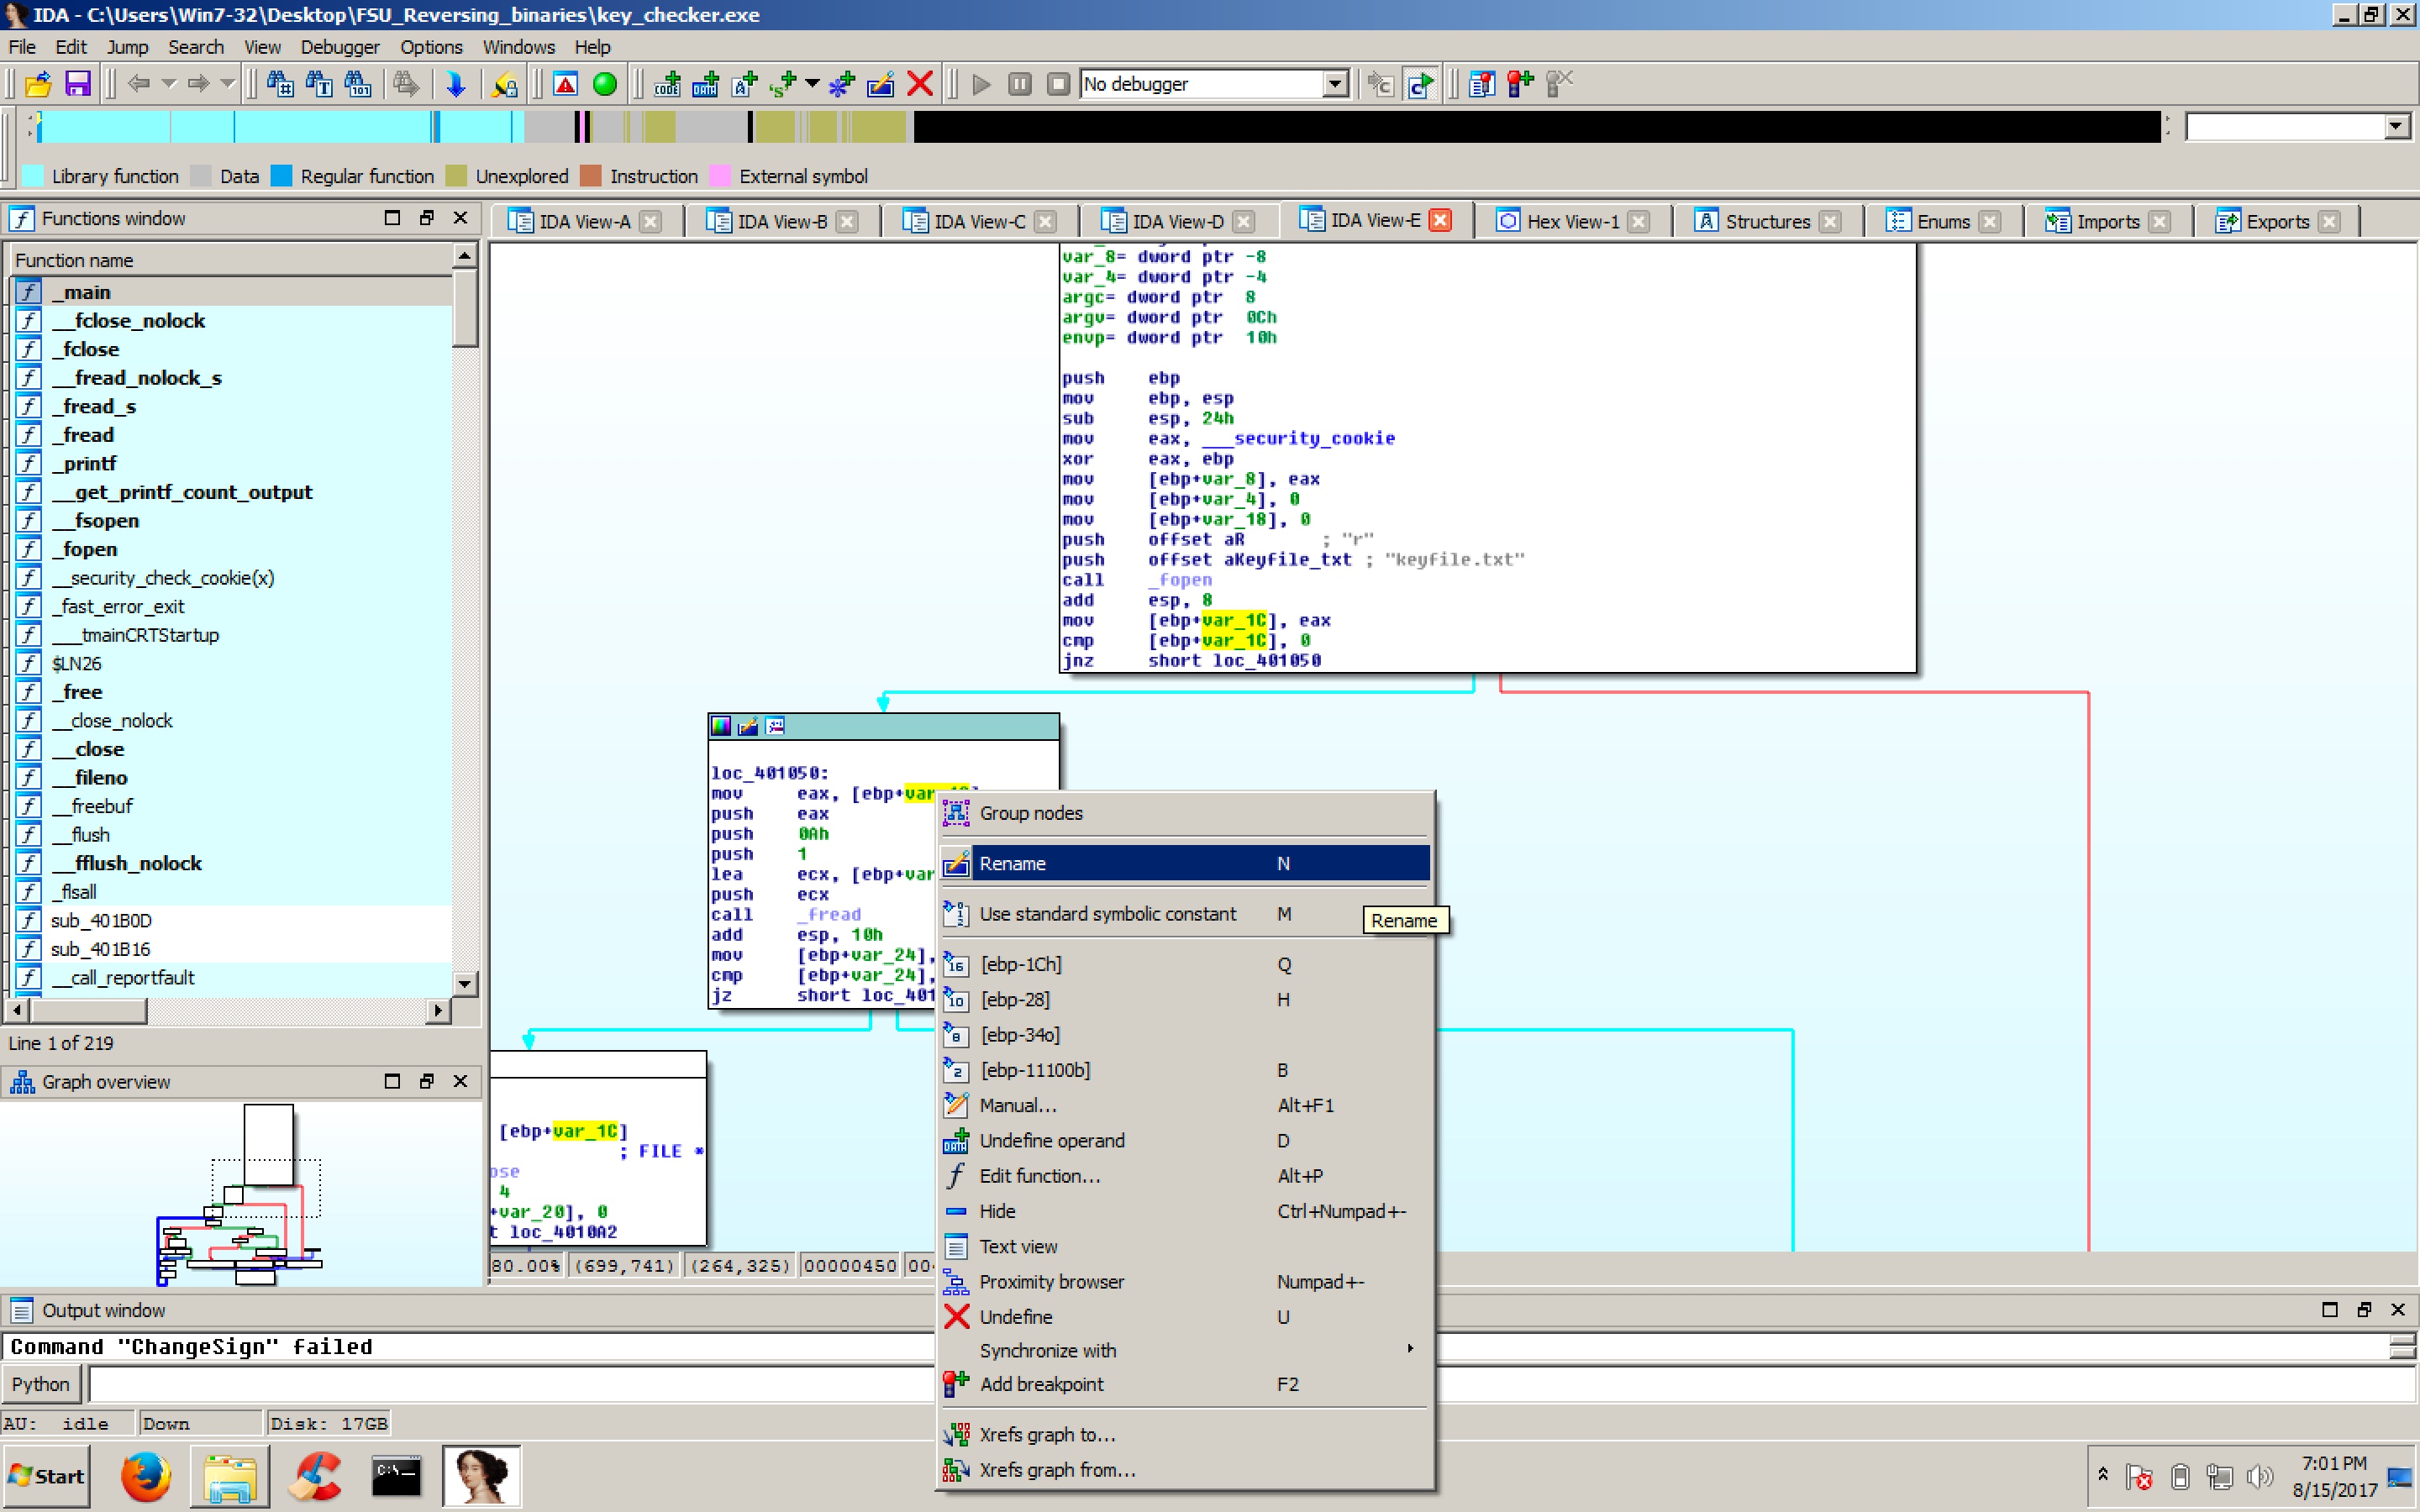 IDA - C:\Users\Win7-32\Desktop\FSU_Reversing_binaries\key_checker.exe
File Edit Jump Search View Debugger Options Windows Help
No debugger
Library function Data Regular function Unexplored Instruction External symbol
Functions window
IDA View-A IDA View-B IDA View-C IDA View-D IDA View-E Hex View-1 Structures Enums Imports Exports
Function name
_main
__fclose_nolock
_fclose
__fread_nolock_s
_fread_s
_fread
_printf
__get_printf_count_output
__fsopen
_fopen
__security_check_cookie(x)
_fast_error_exit
___tmainCRTStartup
$LN26
_free
__close_nolock
__close
__fileno
__freebuf
__flush
__fflush_nolock
_flsall
sub_401B0D
sub_401B16
__call_reportfault
Line 1 of 219
Graph overview
var_8= dword ptr -8
var_4= dword ptr -4
argc= dword ptr 8
argv= dword ptr 0Ch
envp= dword ptr 10h
push ebp
mov ebp, esp
sub esp, 24h
mov eax, ___security_cookie
xor eax, ebp
mov [ebp+var_8], eax
mov [ebp+var_4], 0
mov [ebp+var_18], 0
push offset aR ; "r"
push offset aKeyfile_txt ; "keyfile.txt"
call _fopen
add esp, 8
mov [ebp+var_1C], eax
cmp [ebp+var_1C], 0
jnz short loc_401050
loc_401050:
mov eax, [ebp+var
push eax
push 0Ah
push 1
lea ecx, [ebp+var
push ecx
call _fread
add esp, 10h
mov [ebp+var_24],
cmp [ebp+var_24],
jz short loc_401
[ebp+var_1C]
; FILE *
ose
4
+var_20], 0
t loc_4010A2
80.00% (699,741) (264,325) 00000450 00
Group nodes
Rename N
Use standard symbolic constant M
Rename
[ebp-1Ch] Q
[ebp-28] H
[ebp-34o]
[ebp-11100b] B
Manual... Alt+F1
Undefine operand D
Edit function... Alt+P
Hide Ctrl+Numpad+-
Text view
Proximity browser Numpad+-
Undefine U
Synchronize with
Add breakpoint F2
Xrefs graph to...
Xrefs graph from...
Output window
Command "ChangeSign" failed
Python
AU: idle Down Disk: 17GB
Start
C:\_
7:01 PM
8/15/2017